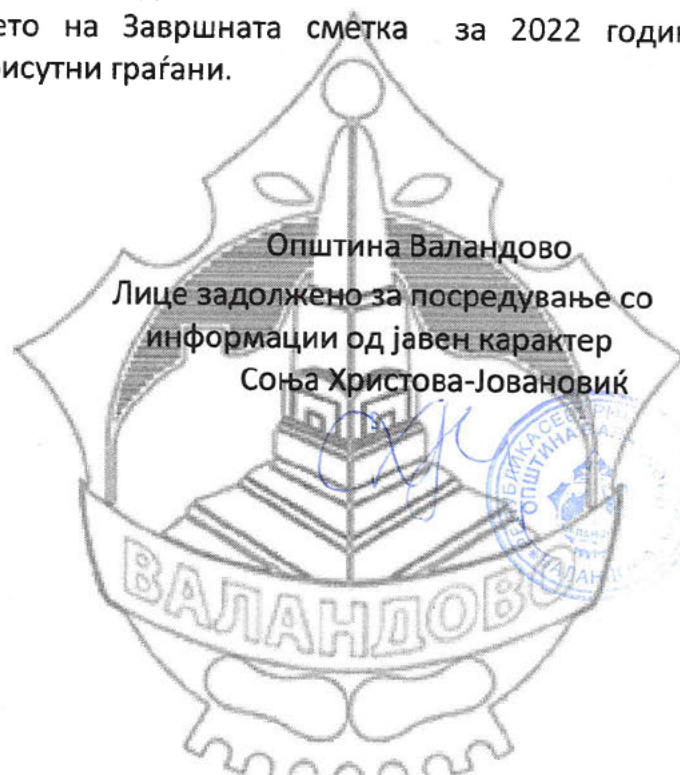 ето на Завршната сметка за 2022 годин
исутни граѓани.
Општина Валандово
Лице задолжено за посредување со
информации од јавен карактер
Соња Христова-Јовановиќ
ВАЛАНДОВО
ОПШТИНА